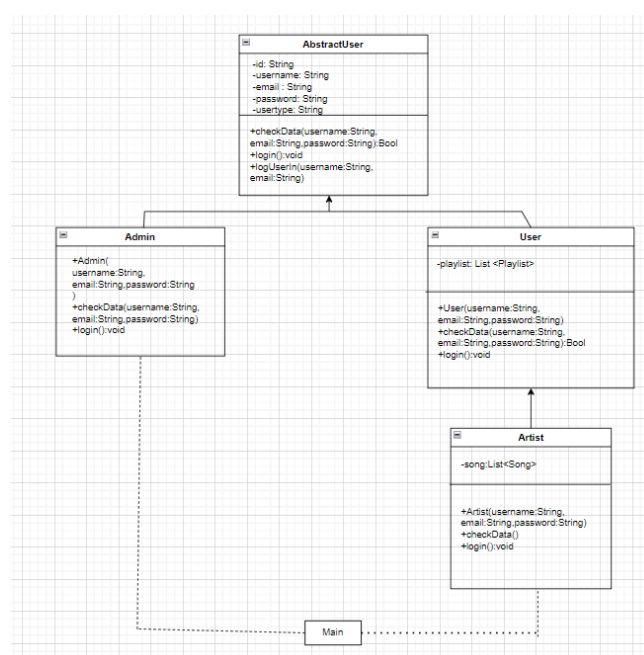 AbstractUser
-id: String
-username: String
-email : String
-password: String
-usertype: String
+checkData(username:String,
email:String,password:String):Bool
+login():void
+logUserIn(username:String,
email:String)
Admin
+Admin(
username:String,
email:String,password:String
)
+checkData(username:String,
email:String,password:String)
+login():void
User
-playlist: List <Playlist>
+User(username:String,
email:String,password:String)
+checkData(username:String,
email:String,password:String):Bool
+login():void
Artist
-song:List<Song>
+Artist(username:String,
email:String,password:String)
+checkData()
+login():void
Main